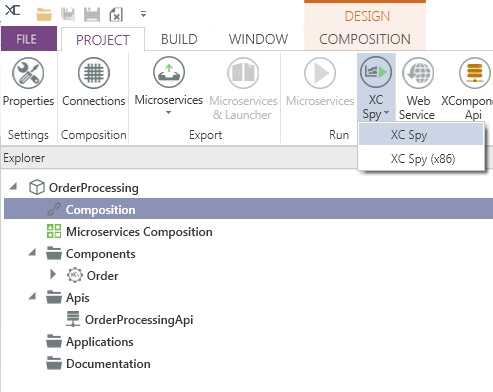 XC
DESIGN
FILE PROJECT BUILD WINDOW COMPOSITION
Properties Connections Microservices Microservices & Launcher Microservices XC Spy Web Service XCompone Api
Settings Composition Export Run
XC Spy
XC Spy (x86)
Explorer
OrderProcessing
Composition
Microservices Composition
Components
Order
Apis
OrderProcessingApi
Applications
Documentation